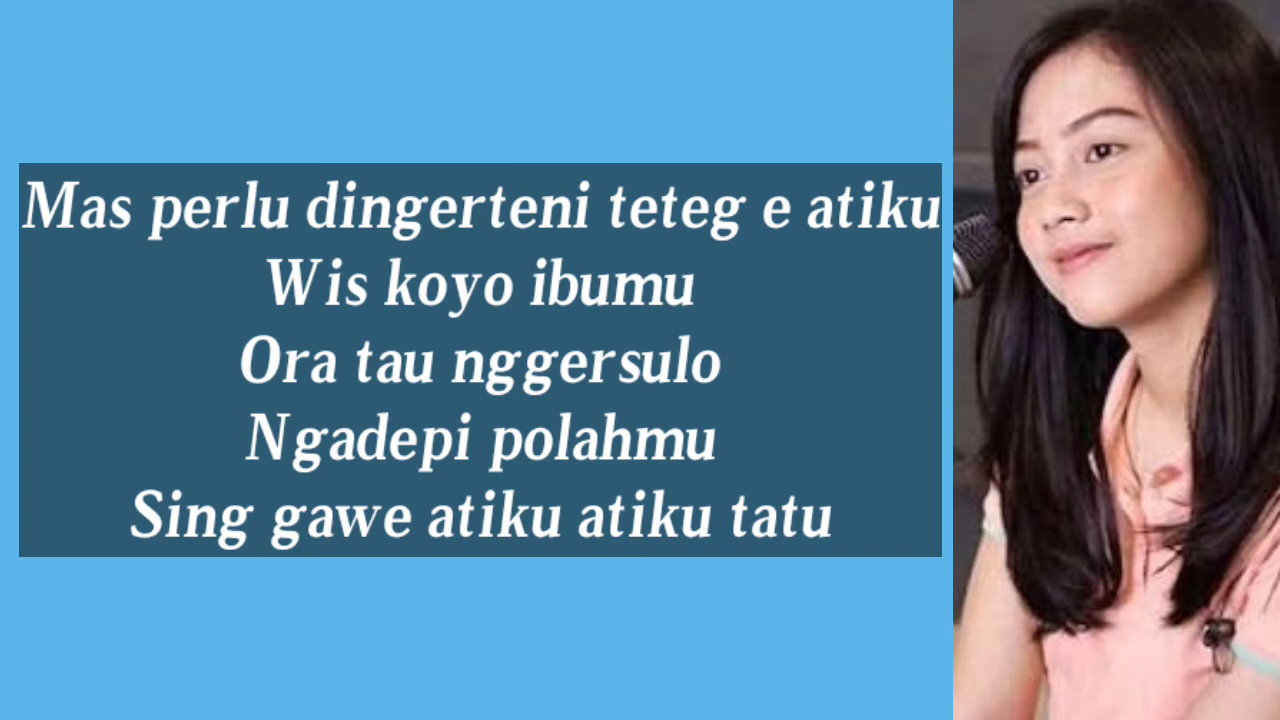 Mas perlu dingerteni teteg e atiku
Wis koyo ibumu
Ora tau nggersulo
Ngadepi polahmu
Sing gawe atiku atiku tatu